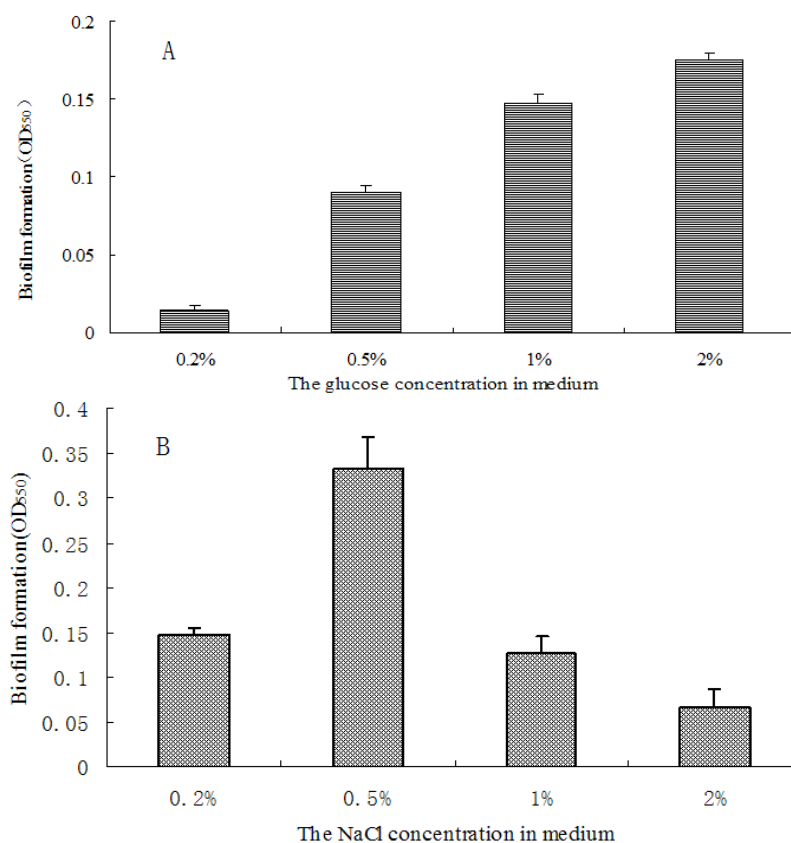 A
Biofilm formation(OD550)
0.2
0.15
0.1
0.05
0
0.2% 0.5% 1% 2%
The glucose concentration in medium
B
Biofilm formation(OD550)
0.4
0.35
0.3
0.25
0.2
0.15
0.1
0.05
0
0.2% 0.5% 1% 2%
The NaCl concentration in medium